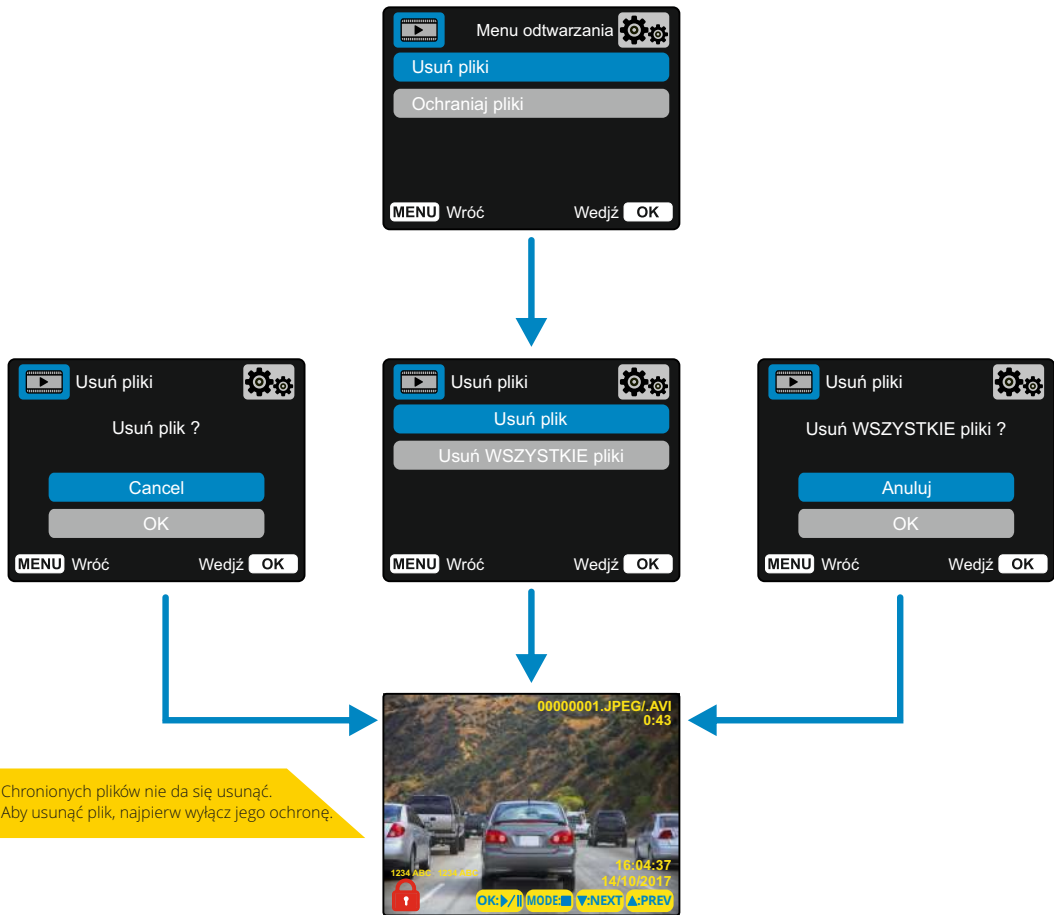 Menu odtwarzania
Usuń pliki
Ochraniaj pliki
MENU Wróć Wedjź OK
Usuń pliki
Usuń plik ?
Cancel
OK
MENU Wróć Wedjź OK
Usuń pliki
Usuń plik
Usuń WSZYSTKIE pliki
MENU Wróć Wedjź OK
Usuń pliki
Usuń WSZYSTKIE pliki ?
Anuluj
OK
MENU Wróć Wedjź OK
00000001.JPEG/.AVI
0:43
Chronionych plików nie da się usunąć.
Aby usunąć plik, najpierw wyłącz jego ochronę.
1234 ABC 1234 ABC
16:04:37
14/10/2017
OK:▶/|| MODE:■ ▼:NEXT ▲:PREV